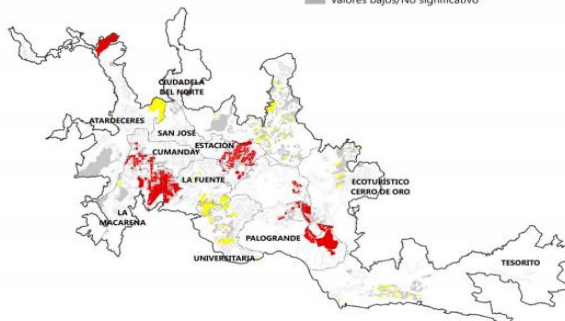 Valores bajos/No significativo
CIUDADELA
DEL NORTE
ATARDECERES
SAN JOSÉ
ESTACIÓN
CUMANDAY
LA FUENTE
ECOTURÍSTICO
CERRO DE ORO
LA
MACARENA
PALOGRANDE
UNIVERSITARIA
TESORITO